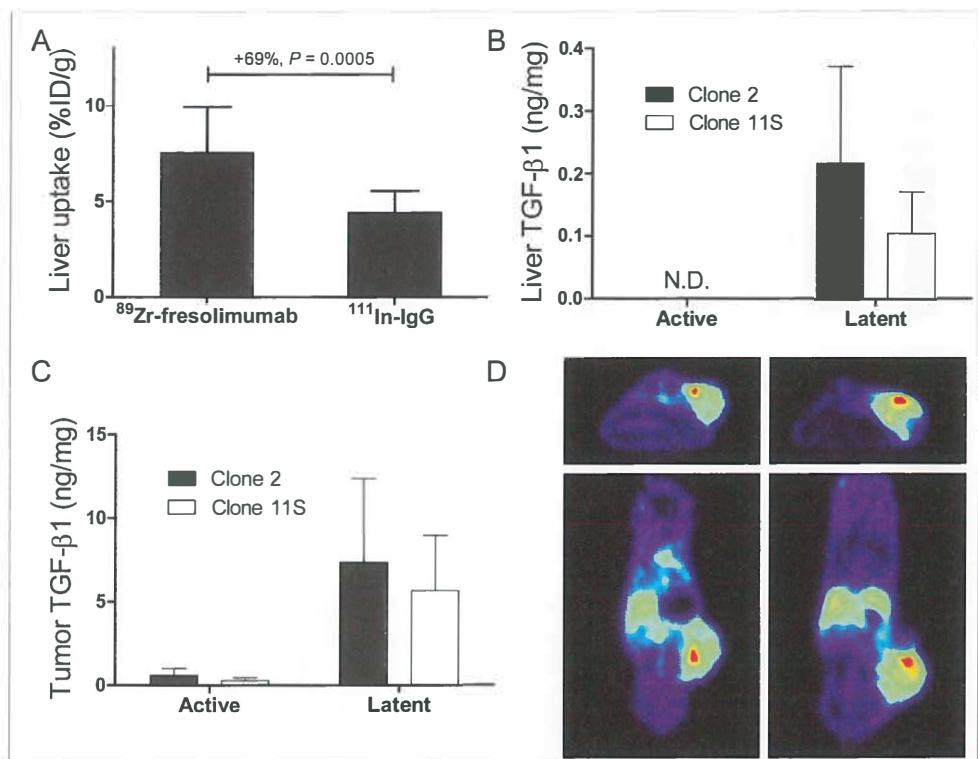 A
+69%, P = 0.0005
Liver uptake (%ID/g)
10
5
0
⁸⁹Zr-fresolimumab
¹¹¹In-IgG
B
Liver TGF-β1 (ng/mg)
0.4
0.3
0.2
0.1
0.0
Clone 2
Clone 11S
N.D.
Active
Latent
C
Tumor TGF-β1 (ng/mg)
15
10
5
0
Clone 2
Clone 11S
Active
Latent
D